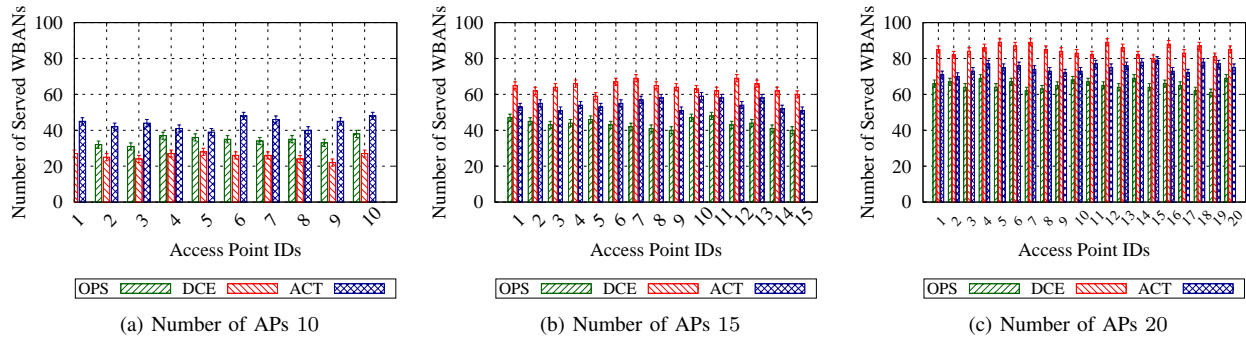 100
80
60
40
20
0
Number of Served WBANs
1 2 3 4 5 6 7 8 9 10
Access Point IDs
OPS DCE ACT
(a) Number of APs 10
100
80
60
40
20
0
Number of Served WBANs
1 2 3 4 5 6 7 8 9 10 11 12 13 14 15
Access Point IDs
OPS DCE ACT
(b) Number of APs 15
100
80
60
40
20
0
Number of Served WBANs
1 2 3 4 5 6 7 8 9 10 11 12 13 14 15 16 17 18 19 20
Access Point IDs
OPS DCE ACT
(c) Number of APs 20